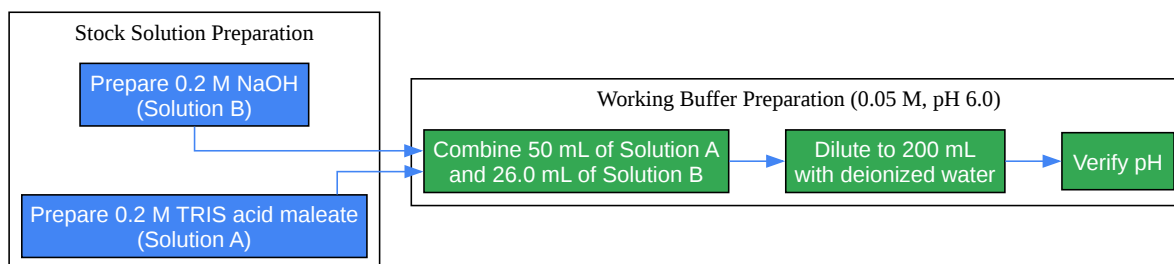 Stock Solution Preparation
Prepare 0.2 M NaOH
(Solution B)
Prepare 0.2 M TRIS acid maleate
(Solution A)
Working Buffer Preparation (0.05 M, pH 6.0)
Combine 50 mL of Solution A
and 26.0 mL of Solution B
Dilute to 200 mL
with deionized water
Verify pH